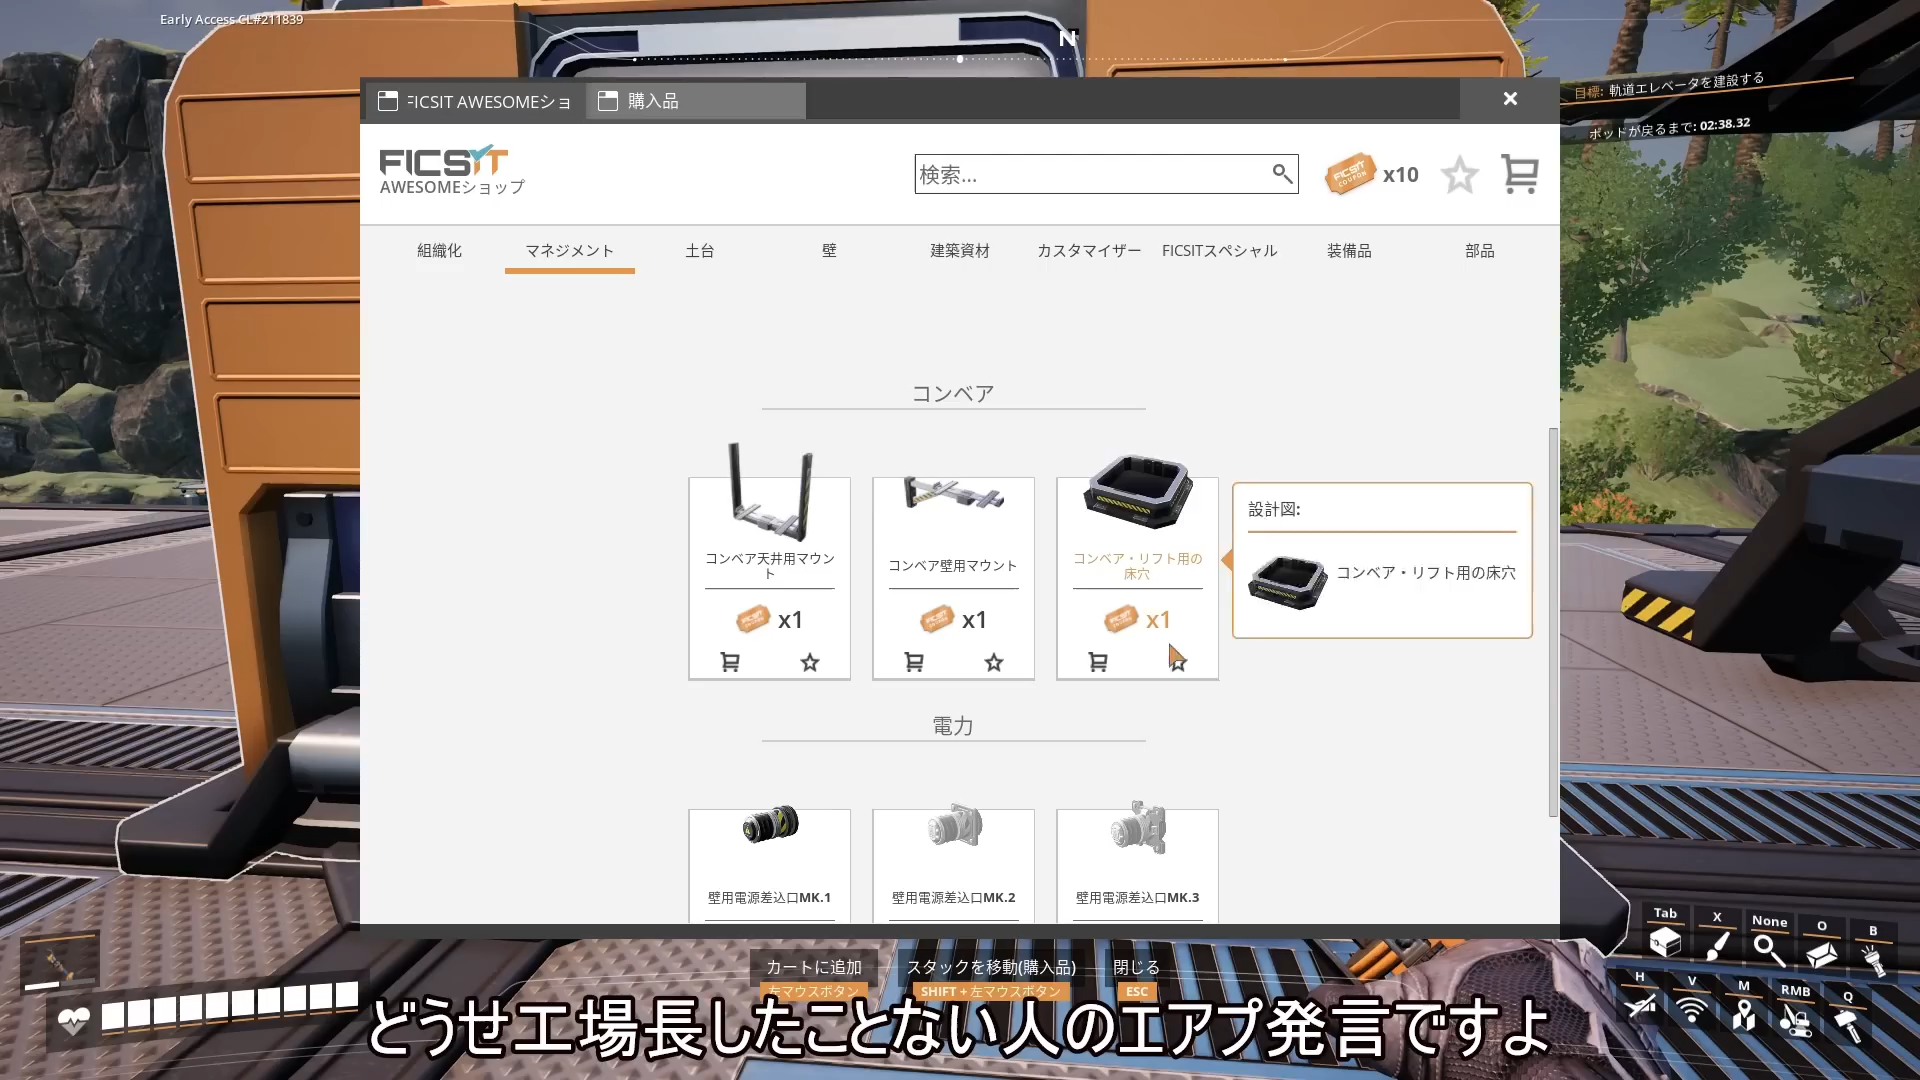 Early Access CL#211839
N
目標: 軌道エレベータを建設する
ポッドが戻るまで: 02:38.32
FICSIT AWESOMEショ
購入品
FICSIT
AWESOMEショップ
検索...
FICSIT COUPON
x10
組織化
マネジメント
土台
壁
建築資材
カスタマイザー
FICSITスペシャル
装備品
部品
コンベア
コンベア天井用マウン
ト
x1
コンベア壁用マウント
x1
コンベア・リフト用の
床穴
x1
設計図:
コンベア・リフト用の床穴
電力
壁用電源差込口MK.1
壁用電源差込口MK.2
壁用電源差込口MK.3
カートに追加
左マウスボタン
スタックを移動(購入品)
SHIFT + 左マウスボタン
閉じる
ESC
Tab
X
None
O
B
H
V
M
RMB
Q
どうせ工場長したことない人のエアプ発言ですよ